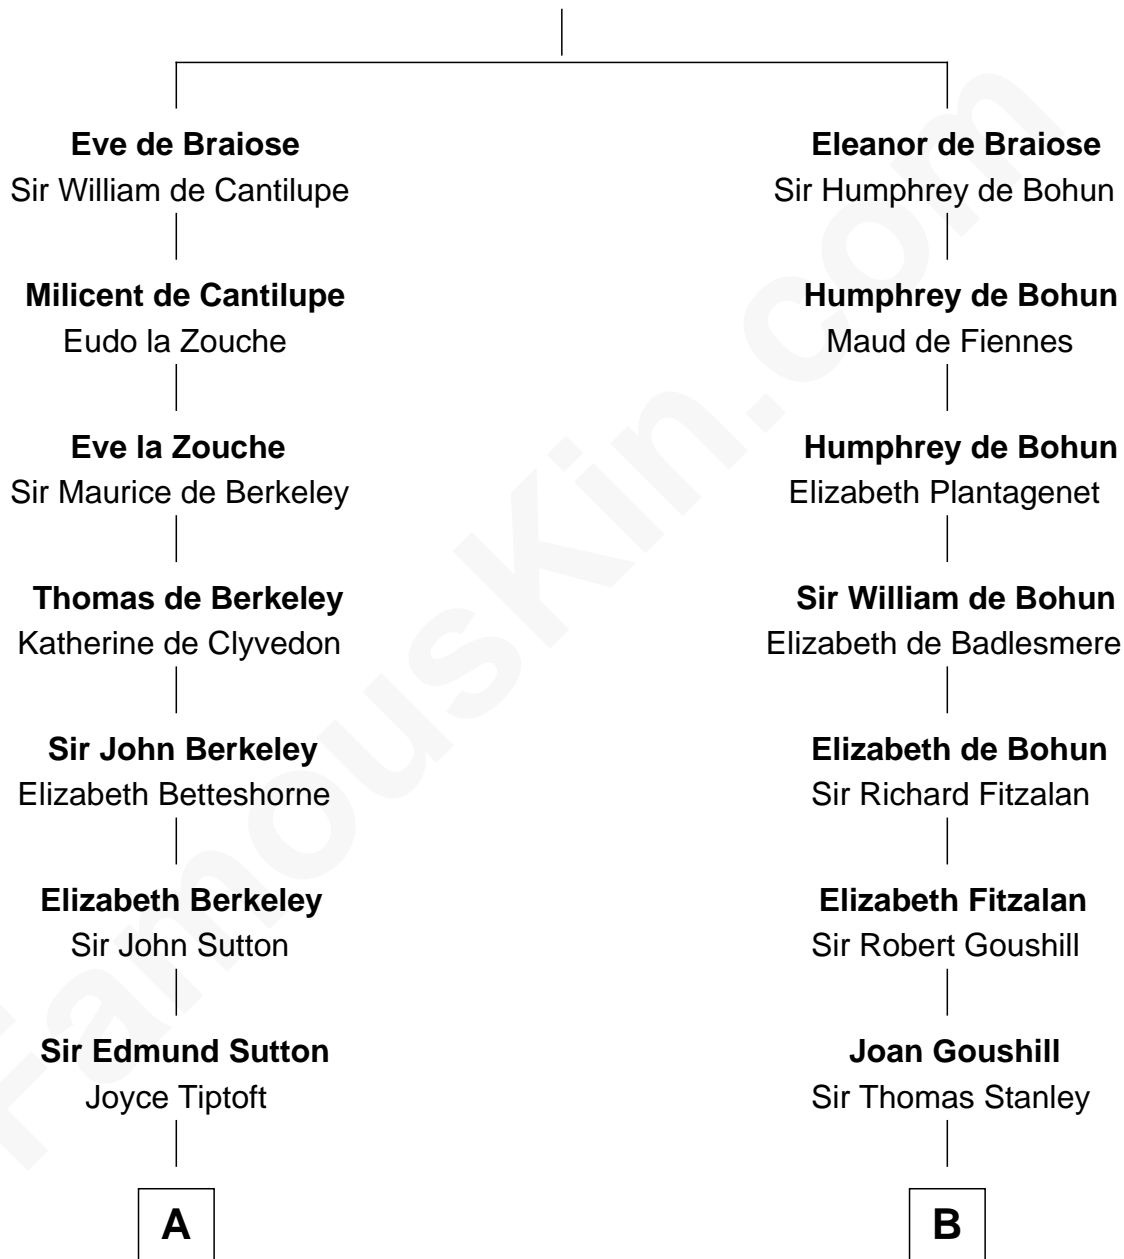 Eve de Braiose
Sir William de Cantilupe
Milicent de Cantilupe
Eudo la Zouche
Eve la Zouche
Sir Maurice de Berkeley
Thomas de Berkeley
Katherine de Clyvedon
Sir John Berkeley
Elizabeth Betteshorne
Elizabeth Berkeley
Sir John Sutton
Sir Edmund Sutton
Joyce Tiptoft
A
Eleanor de Braiose
Sir Humphrey de Bohun
Humphrey de Bohun
Maud de Fiennes
Humphrey de Bohun
Elizabeth Plantagenet
Sir William de Bohun
Elizabeth de Badlesmere
Elizabeth de Bohun
Sir Richard Fitzalan
Elizabeth Fitzalan
Sir Robert Goushill
Joan Goushill
Sir Thomas Stanley
B
FamousKin.com